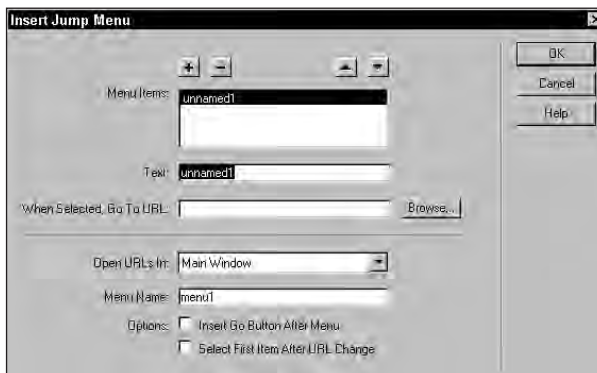 Insert Jump Menu
OK
Cancel
Help
Menu Items:
unnamed1
Text:
unnamed1
When Selected, Go To URL:
Browse...
Open URLs In:
Main Window
Menu Name:
menu1
Options:
Insert Go Button After Menu
Select First Item After URL Change